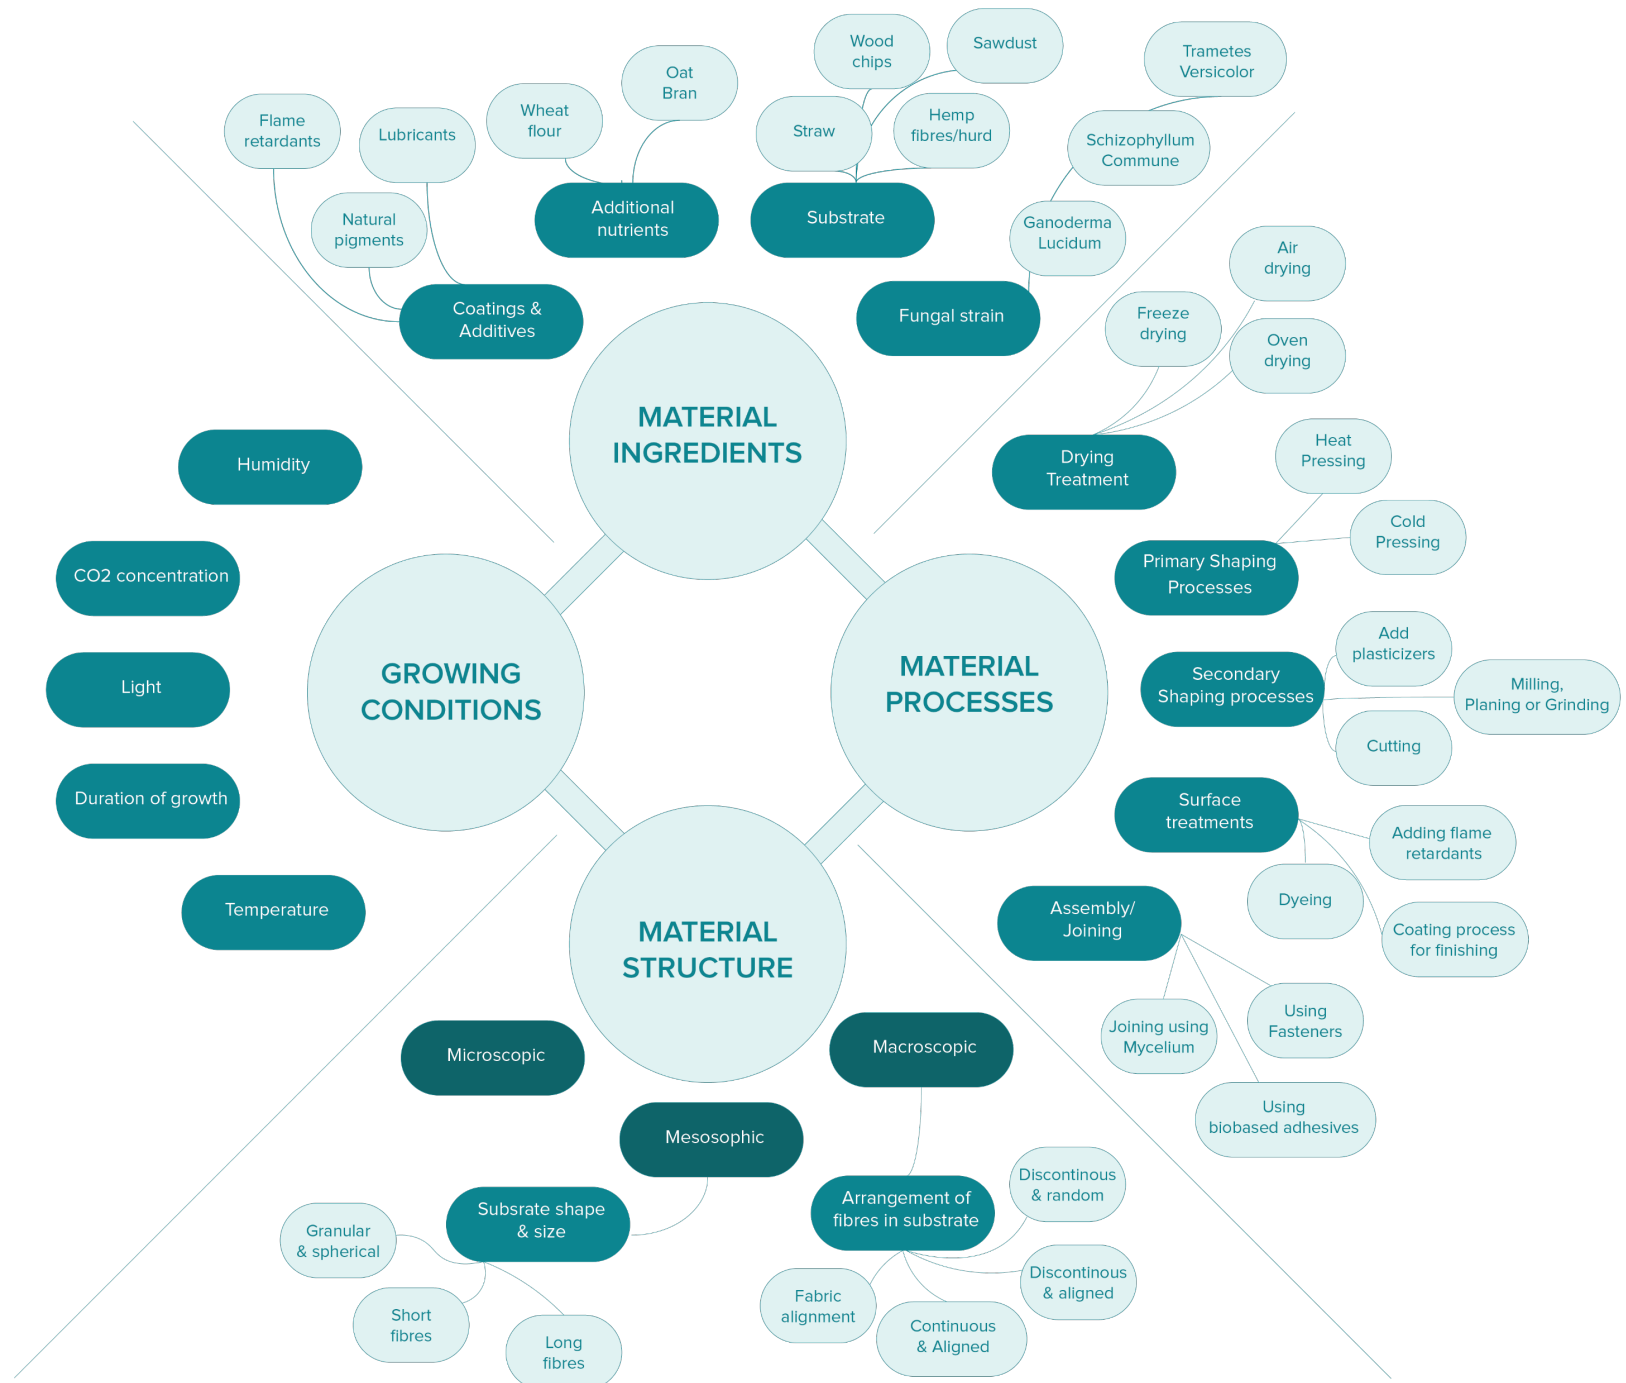 Wood
chips
Sawdust
Trametes
Versicolor
Oat
Bran
Flame
retardants
Lubricants
Wheat
flour
Straw
Hemp
fibres/hurd
Schizophyllum
Commune
Natural
pigments
Additional
nutrients
Substrate
Ganoderma
Lucidum
Coatings &
Additives
Fungal strain
Air
drying
Freeze
drying
Oven
drying
MATERIAL
INGREDIENTS
Drying
Treatment
Heat
Pressing
Cold
Pressing
Primary Shaping
Processes
Humidity
CO2 concentration
Light
Duration of growth
Temperature
GROWING
CONDITIONS
MATERIAL
PROCESSES
Secondary
Shaping processes
Add
plasticizers
Milling,
Planing or Grinding
Cutting
Surface
treatments
Adding flame
retardants
Dyeing
Coating process
for finishing
Assembly/
Joining
Using
Fasteners
Joining using
Mycelium
Using
biobased adhesives
MATERIAL
STRUCTURE
Microscopic
Macroscopic
Mesosophic
Subsrate shape
& size
Granular
& spherical
Short
fibres
Long
fibres
Arrangement of
fibres in substrate
Discontinous
& random
Discontinous
& aligned
Fabric
alignment
Continuous
& Aligned